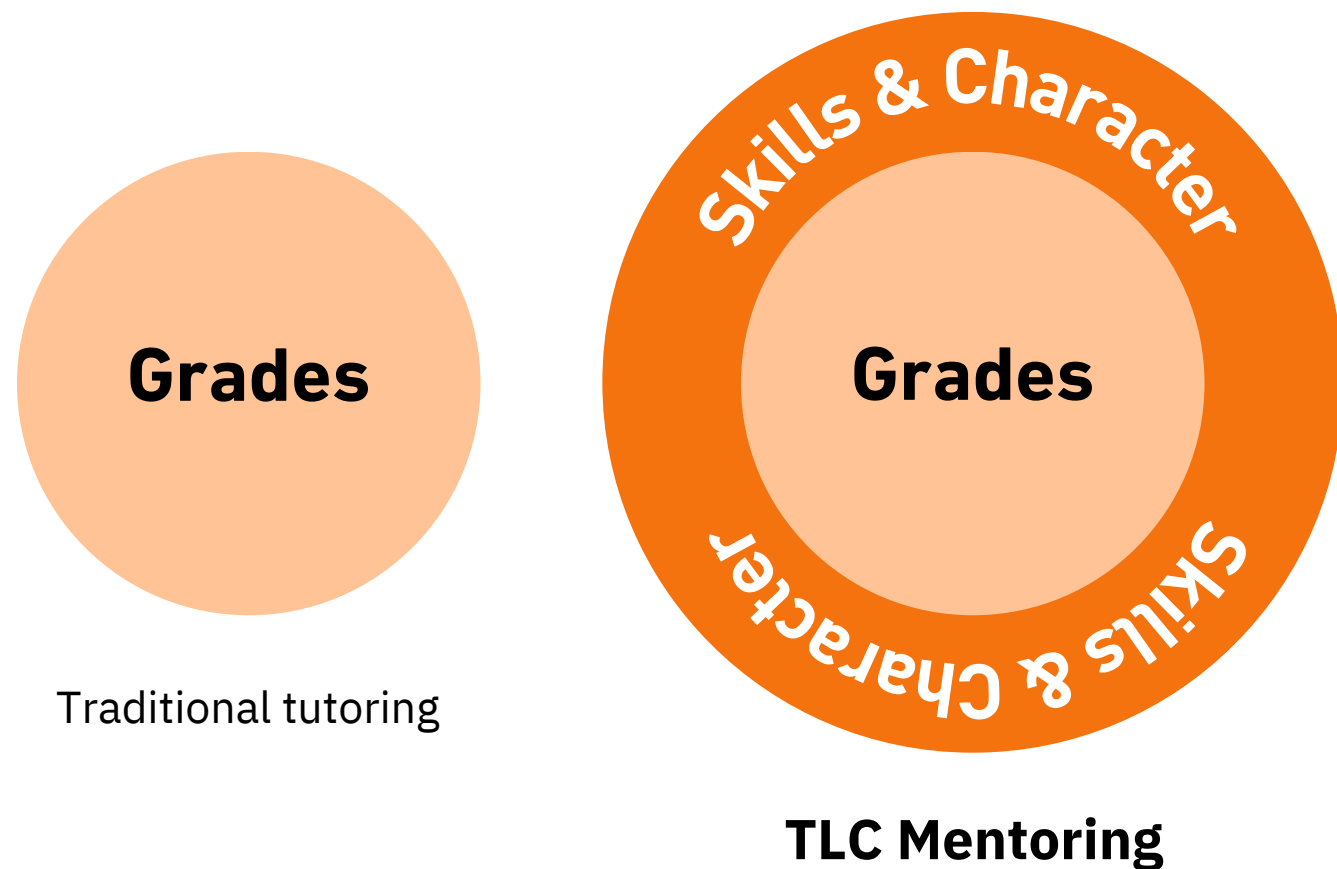 Grades
Traditional tutoring
Skills & Character
Grades
Skills & Character
TLC Mentoring